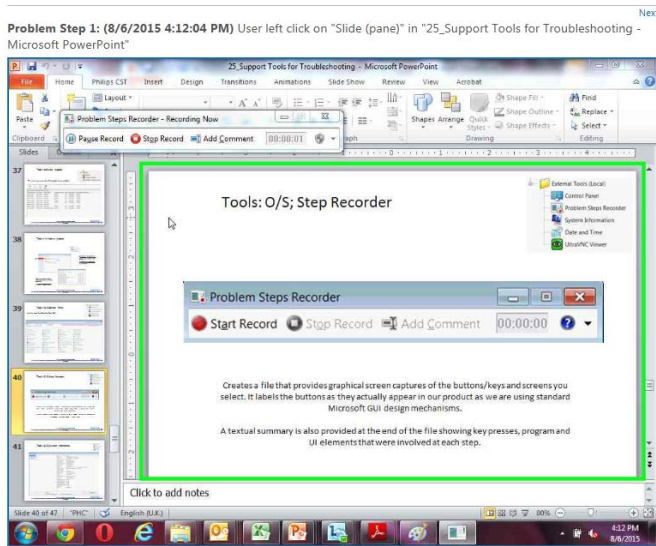 Next
Problem Step 1: (8/6/2015 4:12:04 PM) User left click on "Slide (pane)" in "25_Support Tools for Troubleshooting -
Microsoft PowerPoint"
25_Support Tools for Troubleshooting - Microsoft PowerPoint
File Home Philips CST Insert Design Transitions Animations Slide Show Review View Acrobat
Paste Layout Shapes Arrange Quick Styles Shape Fill Shape Outline Shape Effects Find Replace Select
Clipboard Drawing Editing
Problem Steps Recorder - Recording Now
Pause Record Stop Record Add Comment 00:00:01
Slides
37
38
39
40
41
Tools: O/S; Step Recorder
External Tools (Local)
Control Panel
Problem Steps Recorder
System Information
Date and Time
UltraVNC Viewer
Problem Steps Recorder
Start Record Stop Record Add Comment 00:00:00
Creates a file that provides graphical screen captures of the buttons/keys and screens you
select. It labels the buttons as they actually appear in our product as we are using standard
Microsoft GUI design mechanisms.
A textual summary is also provided at the end of the file showing key presses, program and
UI elements that were involved at each step.
Click to add notes
Slide 40 of 47 "PHC" English (U.K.) 80%
4:12 PM
8/6/2015